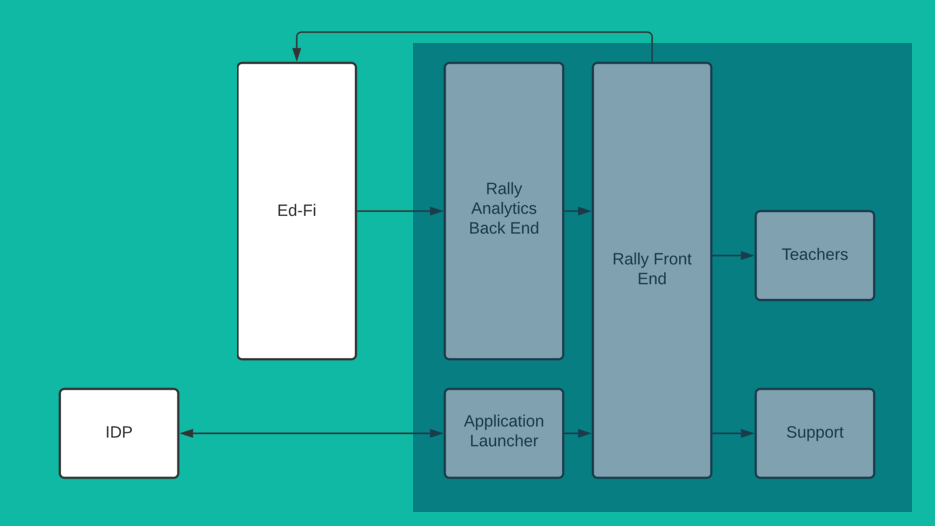 Ed-Fi
Rally
Analytics
Back End
Rally Front
End
Teachers
IDP
Application
Launcher
Support